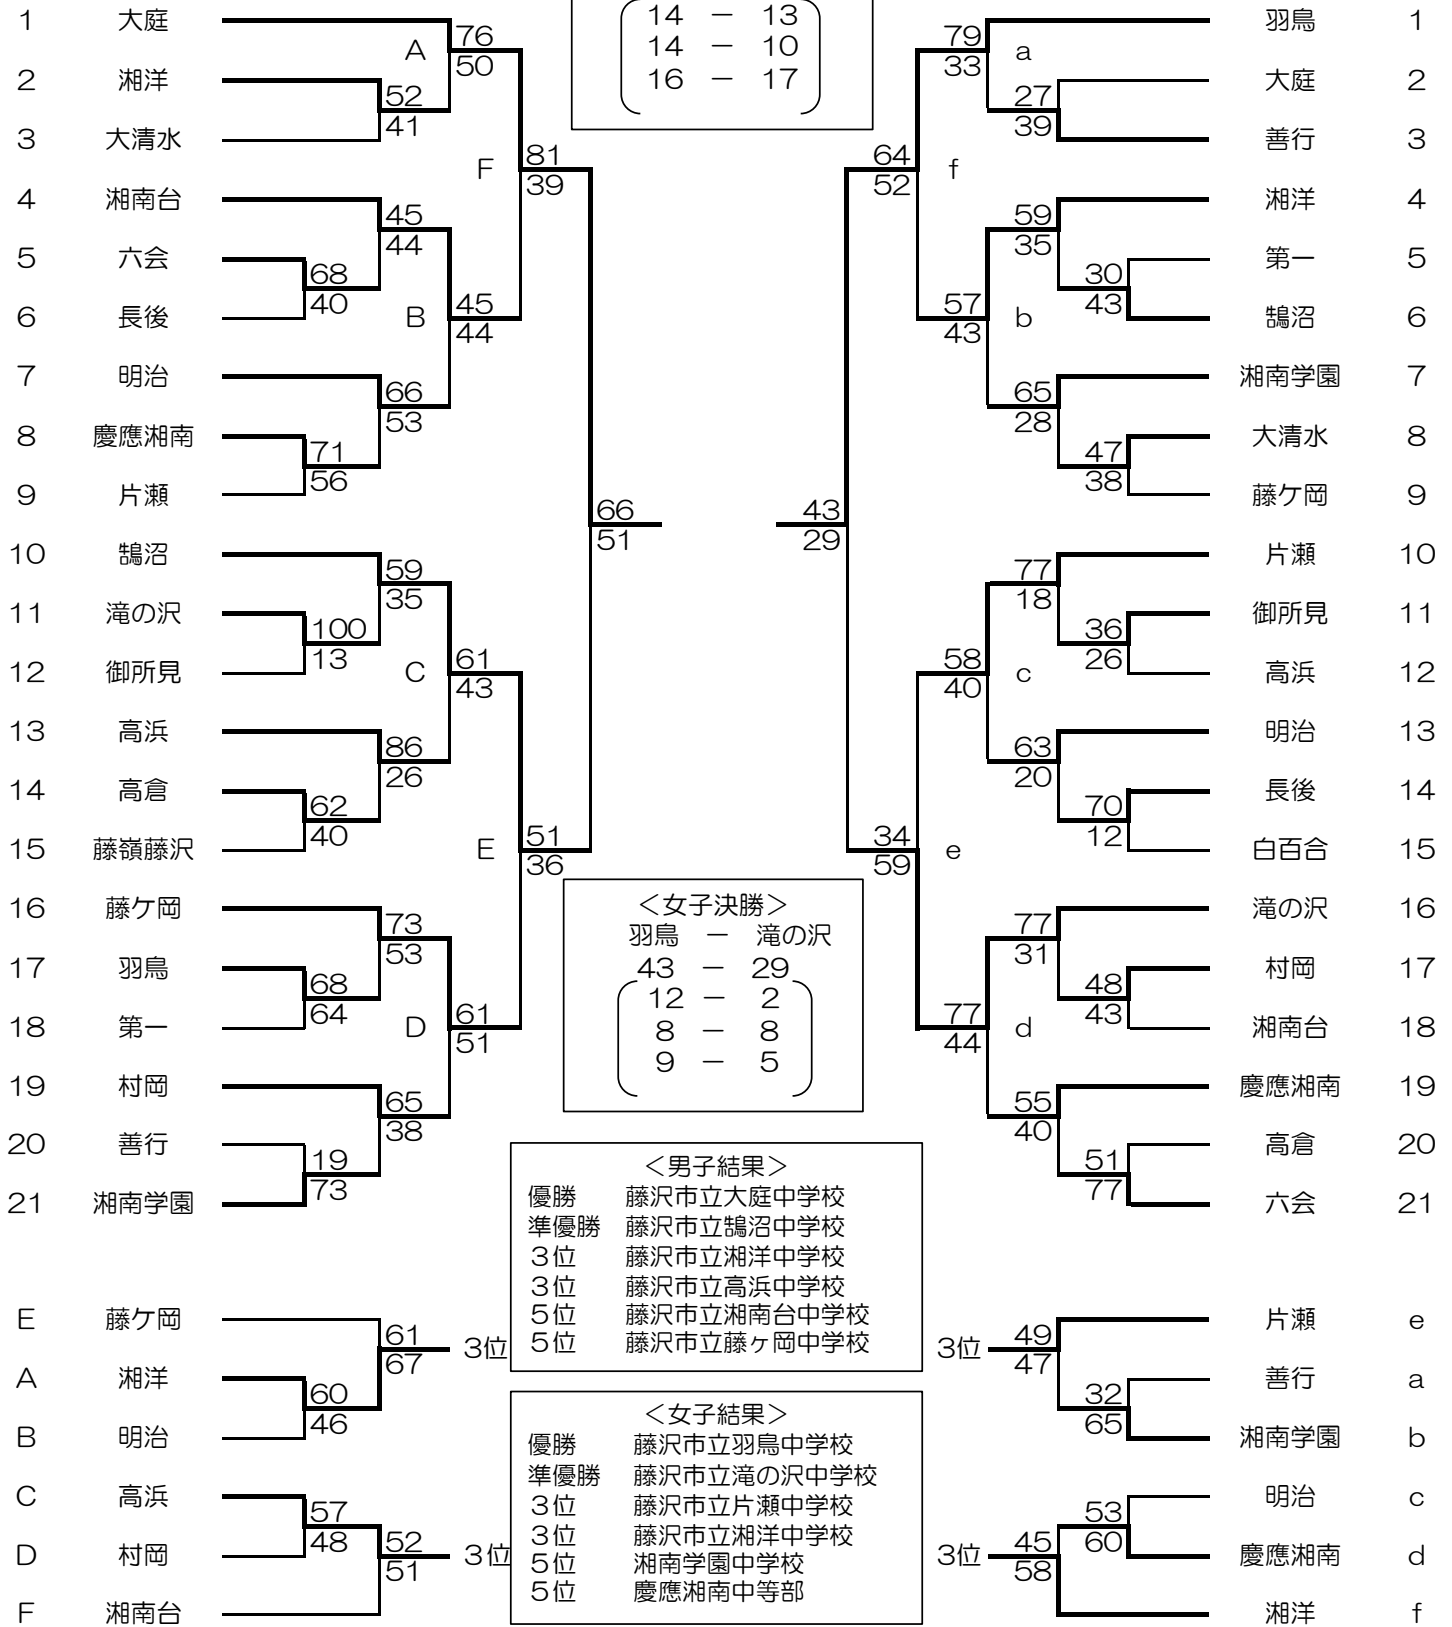 14 － 13
14 － 10
16 － 17
1 大庭
2 湘洋
3 大清水
4 湘南台
5 六会
6 長後
7 明治
8 慶應湘南
9 片瀬
10 鵠沼
11 滝の沢
12 御所見
13 高浜
14 高倉
15 藤嶺藤沢
16 藤ケ岡
17 羽鳥
18 第一
19 村岡
20 善行
21 湘南学園
52
41
68
40
71
56
100
13
62
40
68
64
19
73
45
44
66
53
59
35
86
26
73
53
65
38
A
76
50
B
45
44
C
61
43
D
61
51
F
81
39
E
51
36
66
51
羽鳥 1
大庭 2
善行 3
湘洋 4
第一 5
鵠沼 6
湘南学園 7
大清水 8
藤ケ岡 9
片瀬 10
御所見 11
高浜 12
明治 13
長後 14
白百合 15
滝の沢 16
村岡 17
湘南台 18
慶應湘南 19
高倉 20
六会 21
27
39
30
43
47
38
36
26
70
12
48
43
51
77
59
35
65
28
77
18
63
20
77
31
55
40
79
33
a
57
43
b
58
40
c
77
44
d
64
52
f
34
59
e
43
29
＜女子決勝＞
羽鳥 － 滝の沢
43 － 29
12 － 2
8 － 8
9 － 5
＜男子結果＞
優勝 藤沢市立大庭中学校
準優勝 藤沢市立鵠沼中学校
３位 藤沢市立湘洋中学校
３位 藤沢市立高浜中学校
５位 藤沢市立湘南台中学校
５位 藤沢市立藤ヶ岡中学校
＜女子結果＞
優勝 藤沢市立羽鳥中学校
準優勝 藤沢市立滝の沢中学校
３位 藤沢市立片瀬中学校
３位 藤沢市立湘洋中学校
５位 湘南学園中学校
５位 慶應湘南中等部
E 藤ケ岡
A 湘洋
B 明治
60
46
61
67
3位
C 高浜
D 村岡
F 湘南台
57
48
52
51
3位
片瀬 e
善行 a
湘南学園 b
32
65
49
47
3位
明治 c
慶應湘南 d
湘洋 f
53
60
45
58
3位